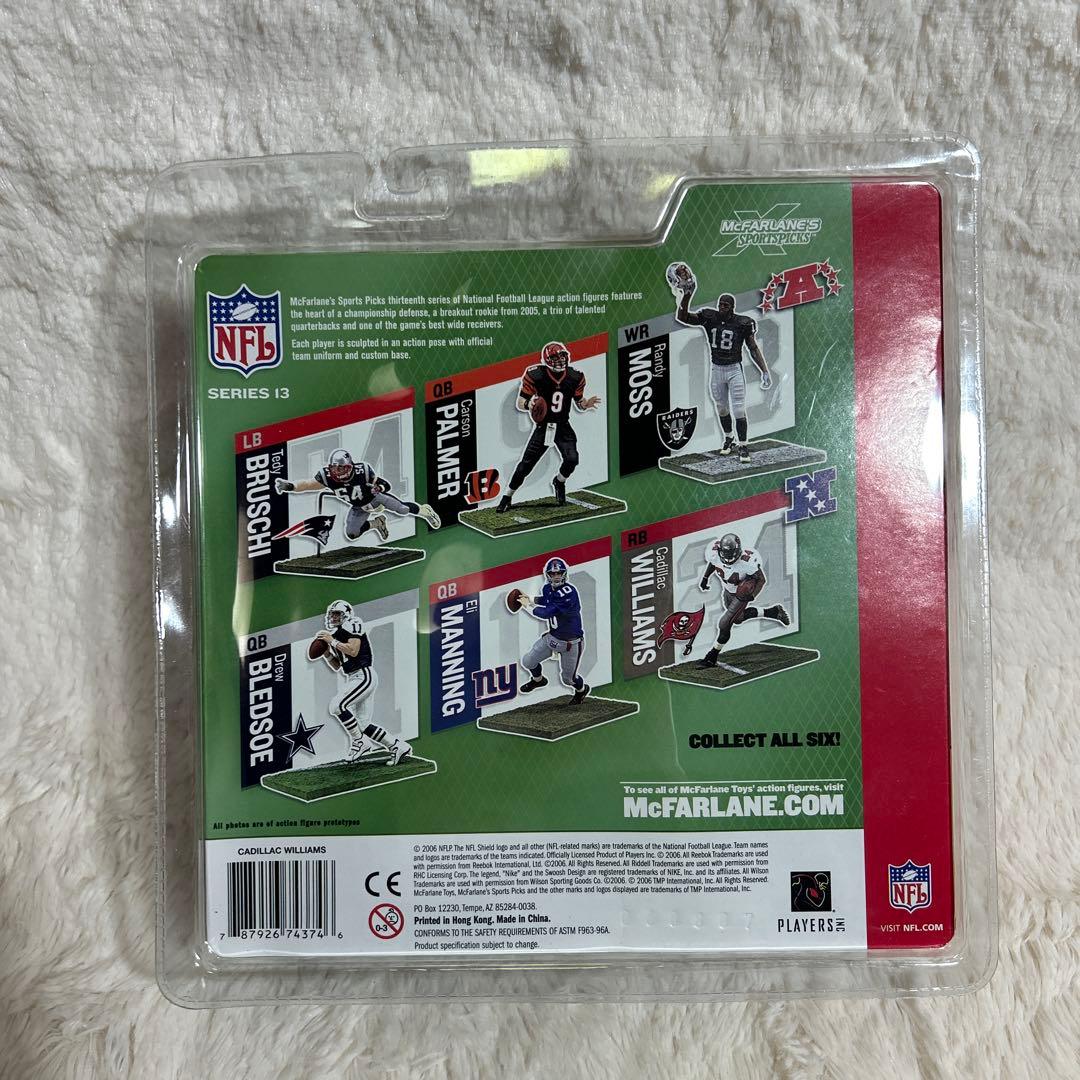 McFARLANE'S
SPORTSPICKS™
NFL
SERIES 13
McFarlane's Sports Picks thirteenth series of National Football League action figures features
the heart of a championship defense, a breakout rookie from 2005, a trio of talented
quarterbacks and one of the game's best wide receivers.
Each player is sculpted in an action pose with official
team uniform and custom base.
A
WR
Randy
MOSS
18
RAIDERS
QB
Carson
PALMER
9
B
LB
Tedy
BRUSCHI
54
N
RB
Cadillac
WILLIAMS
24
QB
Eli
MANNING
10
ny
QB
Drew
BLEDSOE
11
COLLECT ALL SIX!
To see all of McFarlane Toys' action figures, visit
McFARLANE.COM
All photos are of action figure prototypes
CADILLAC WILLIAMS
7 87926 74374 6
CE
0-3
© 2006 NFLP. The NFL Shield logo and all other (NFL-related marks) are trademarks of the National Football League. Team names
and logos are trademarks of the teams indicated. Officially Licensed Product of Players Inc. © 2006. All Reebok Trademarks are used
with permission from Reebok International, Ltd. ©2006. All Rights Reserved. All Riddell Trademarks are used with permission from
RHC Licensing Corp. The legend, "Nike" and the Swoosh Design are registered trademarks of NIKE, Inc. and its affiliates. All Wilson
Trademarks are used with permission from Wilson Sporting Goods Co. ©2006. © 2006 TMP International, Inc. All Rights Reserved.
McFarlane Toys, McFarlane's Sports Picks and the other marks and logos displayed are trademarks of TMP International, Inc.
PO Box 12230, Tempe, AZ 85284-0038.
Printed in Hong Kong. Made in China.
CONFORMS TO THE SAFETY REQUIREMENTS OF ASTM F963-96A.
Product specification subject to change.
PLAYERS INC
NFL
VISIT NFL.COM